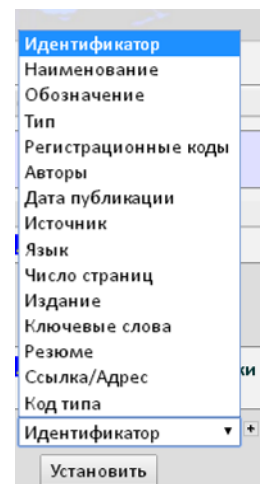 Идентификатор
Наименование
Обозначение
Тип
Регистрационные коды
Авторы
Дата публикации
Источник
Язык
Число страниц
Издание
Ключевые слова
Резюме
Ссылка/Адрес
ки
Код типа
Идентификатор ▼ +
Установить